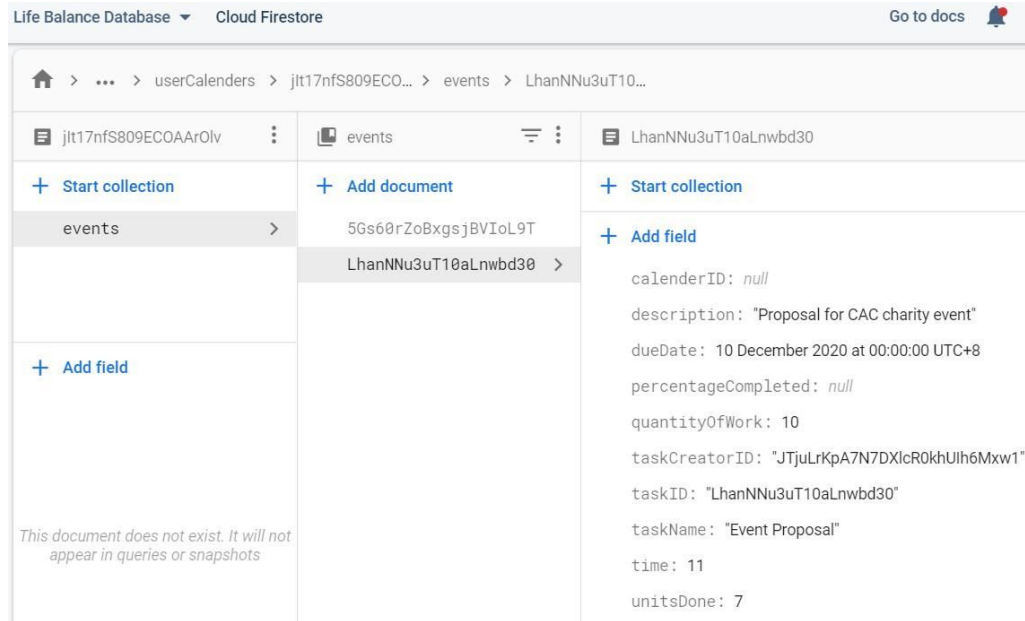 Life Balance Database Cloud Firestore Go to docs
> ... > userCalenders > jIt17nfS809ECO... > events > LhanNNu3uT10...
jIt17nfS809ECOAArOlv
events
LhanNNu3uT10aLnwbd30
+ Start collection
events >
+ Add field
This document does not exist. It will not
appear in queries or snapshots
+ Add document
5Gs60rZoBxgsjBVIoL9T
LhanNNu3uT10aLnwbd30 >
+ Start collection
+ Add field
calenderID: null
description: "Proposal for CAC charity event"
dueDate: 10 December 2020 at 00:00:00 UTC+8
percentageCompleted: null
quantityOfWork: 10
taskCreatorID: "JTjuLrKpA7N7DXlcR0khUIh6Mxw1"
taskID: "LhanNNu3uT10aLnwbd30"
taskName: "Event Proposal"
time: 11
unitsDone: 7